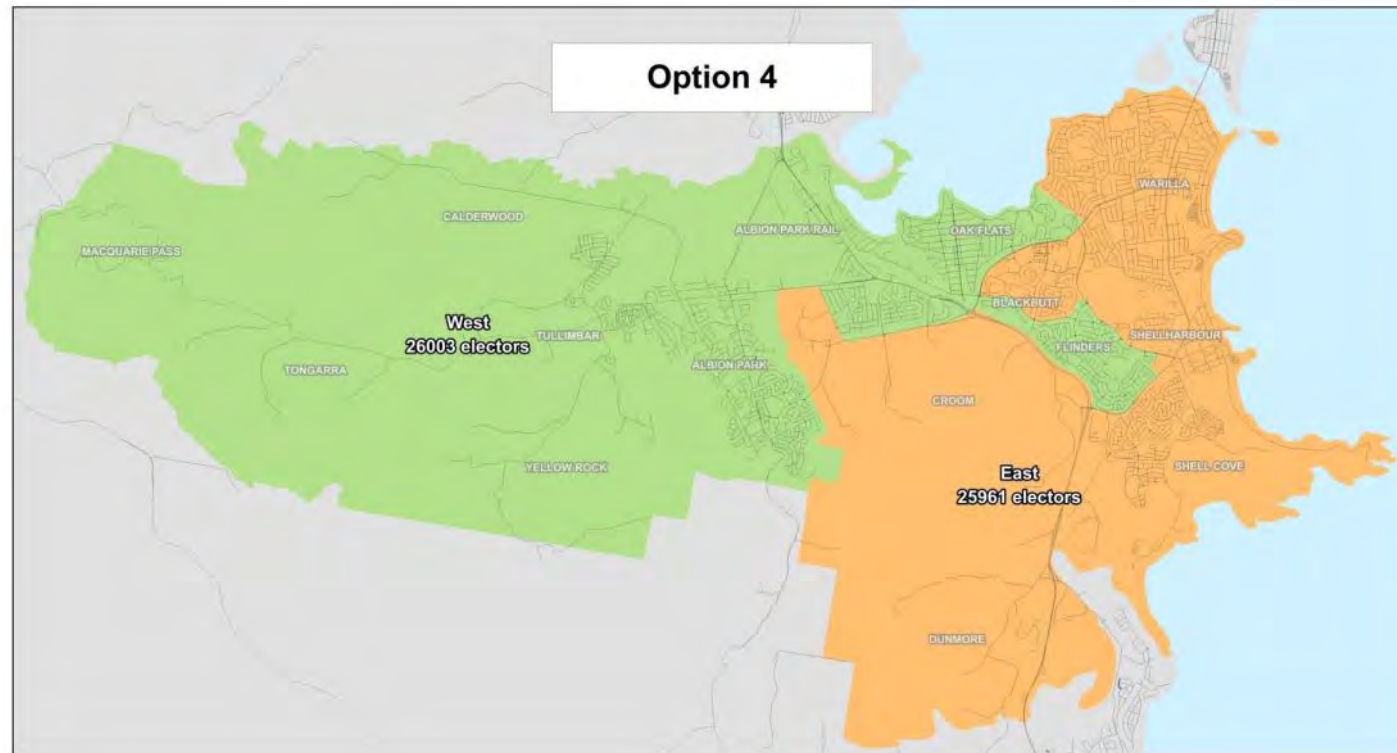 Option 4
WARILLA
CALDERWOOD
ALBION PARK RAIL
OAK FLATS
MACQUARIE PASS
BLACKBUTT
West
26003 electors
TULLIMBAR
SHELLHARBOUR
FLINDERS
TONGARRA
ALBION PARK
CROOM
YELLOW ROCK
SHELL COVE
East
25961 electors
DUNMORE